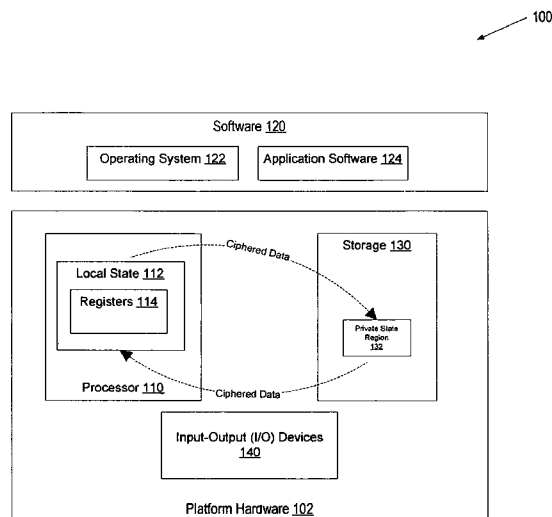 100
Software 120
Operating System 122
Application Software 124
Storage 130
Ciphered Data
Local State 112
Registers 114
Private State
Region
132
Ciphered Data
Processor 110
Input-Output (I/O) Devices
140
Platform Hardware 102